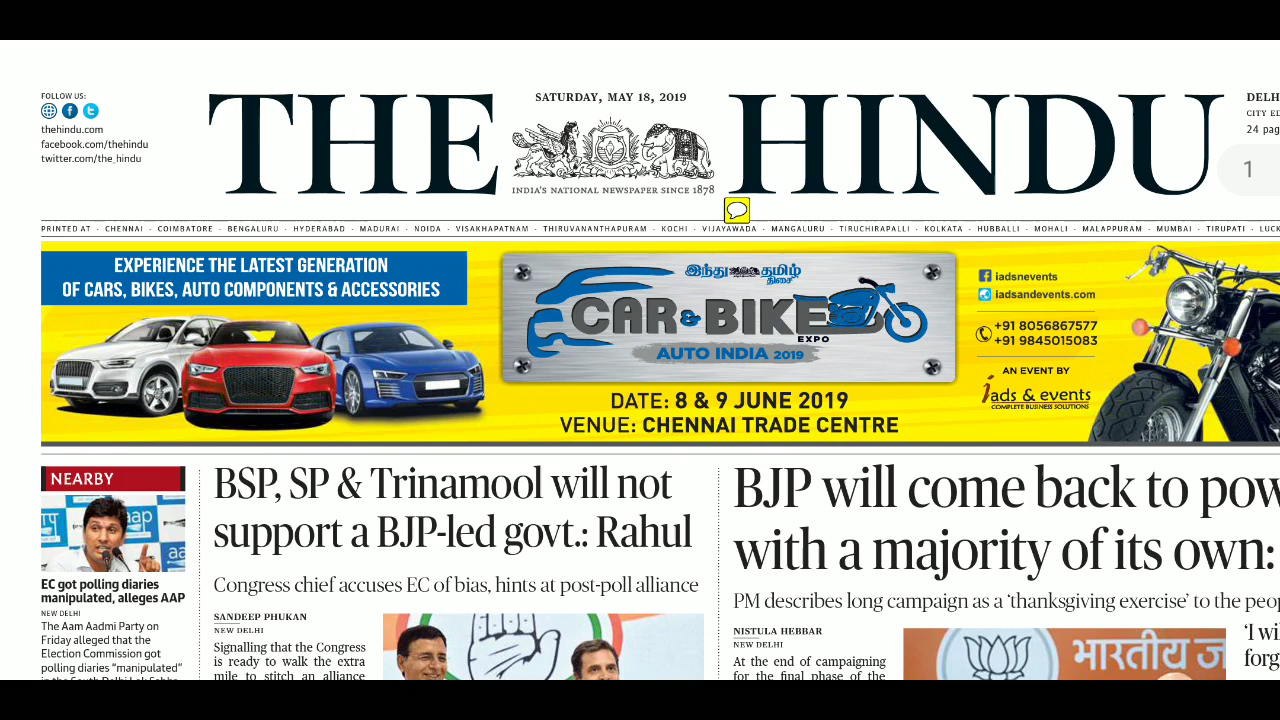 FOLLOW US:
thehindu.com
facebook.com/thehindu
twitter.com/the_hindu
THE HINDU
SATURDAY, MAY 18, 2019
INDIA'S NATIONAL NEWSPAPER SINCE 1878
CITY
24
1
PRINTED AT · CHENNAI · COIMBATORE · BENGALURU · HYDERABAD · MADURAI · NOIDA · VISAKHAPATNAM · THIRUVANANTHAPURAM · KOCHI · VIJAYAWADA · MANGALURU · TIRUCHIRAPALLI · KOLKATA · HUBBALLI · MOHALI · MALAPPURAM · MUMBAI · TIRUPATI ·
EXPERIENCE THE LATEST GENERATION
OF CARS, BIKES, AUTO COMPONENTS & ACCESSORIES
இந்து தமிழ்
திசை
CAR & BIKE
EXPO
AUTO INDIA 2019
DATE: 8 & 9 JUNE 2019
VENUE: CHENNAI TRADE CENTRE
iadsnevents
iadsandevents.com
+91 8056867577
+91 9845015083
AN EVENT BY
iads & events
COMPLETE BUSINESS SOLUTIONS
NEARBY
aap
EC got polling diaries
manipulated, alleges AAP
NEW DELHI
The Aam Aadmi Party on
Friday alleged that the
Election Commission got
polling diaries “manipulated”
BSP, SP & Trinamool will not
support a BJP-led govt.: Rahul
Congress chief accuses EC of bias, hints at post-poll alliance
SANDEEP PHUKAN
NEW DELHI
Signalling that the Congress
is ready to walk the extra
mile to stitch an alliance
BJP will come back to
with a majority of its own:
PM describes long campaign as a ‘thanksgiving exercise’ to the
NISTULA HEBBAR
NEW DELHI
At the end of campaigning
for the final phase of the
भारतीय
‘I